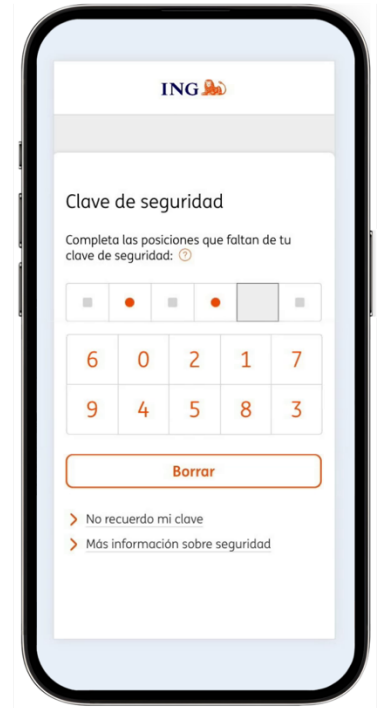 ING
Clave de seguridad
Completa las posiciones que faltan de tu
clave de seguridad: ?
6 0 2 1 7
9 4 5 8 3
Borrar
No recuerdo mi clave
Más información sobre seguridad